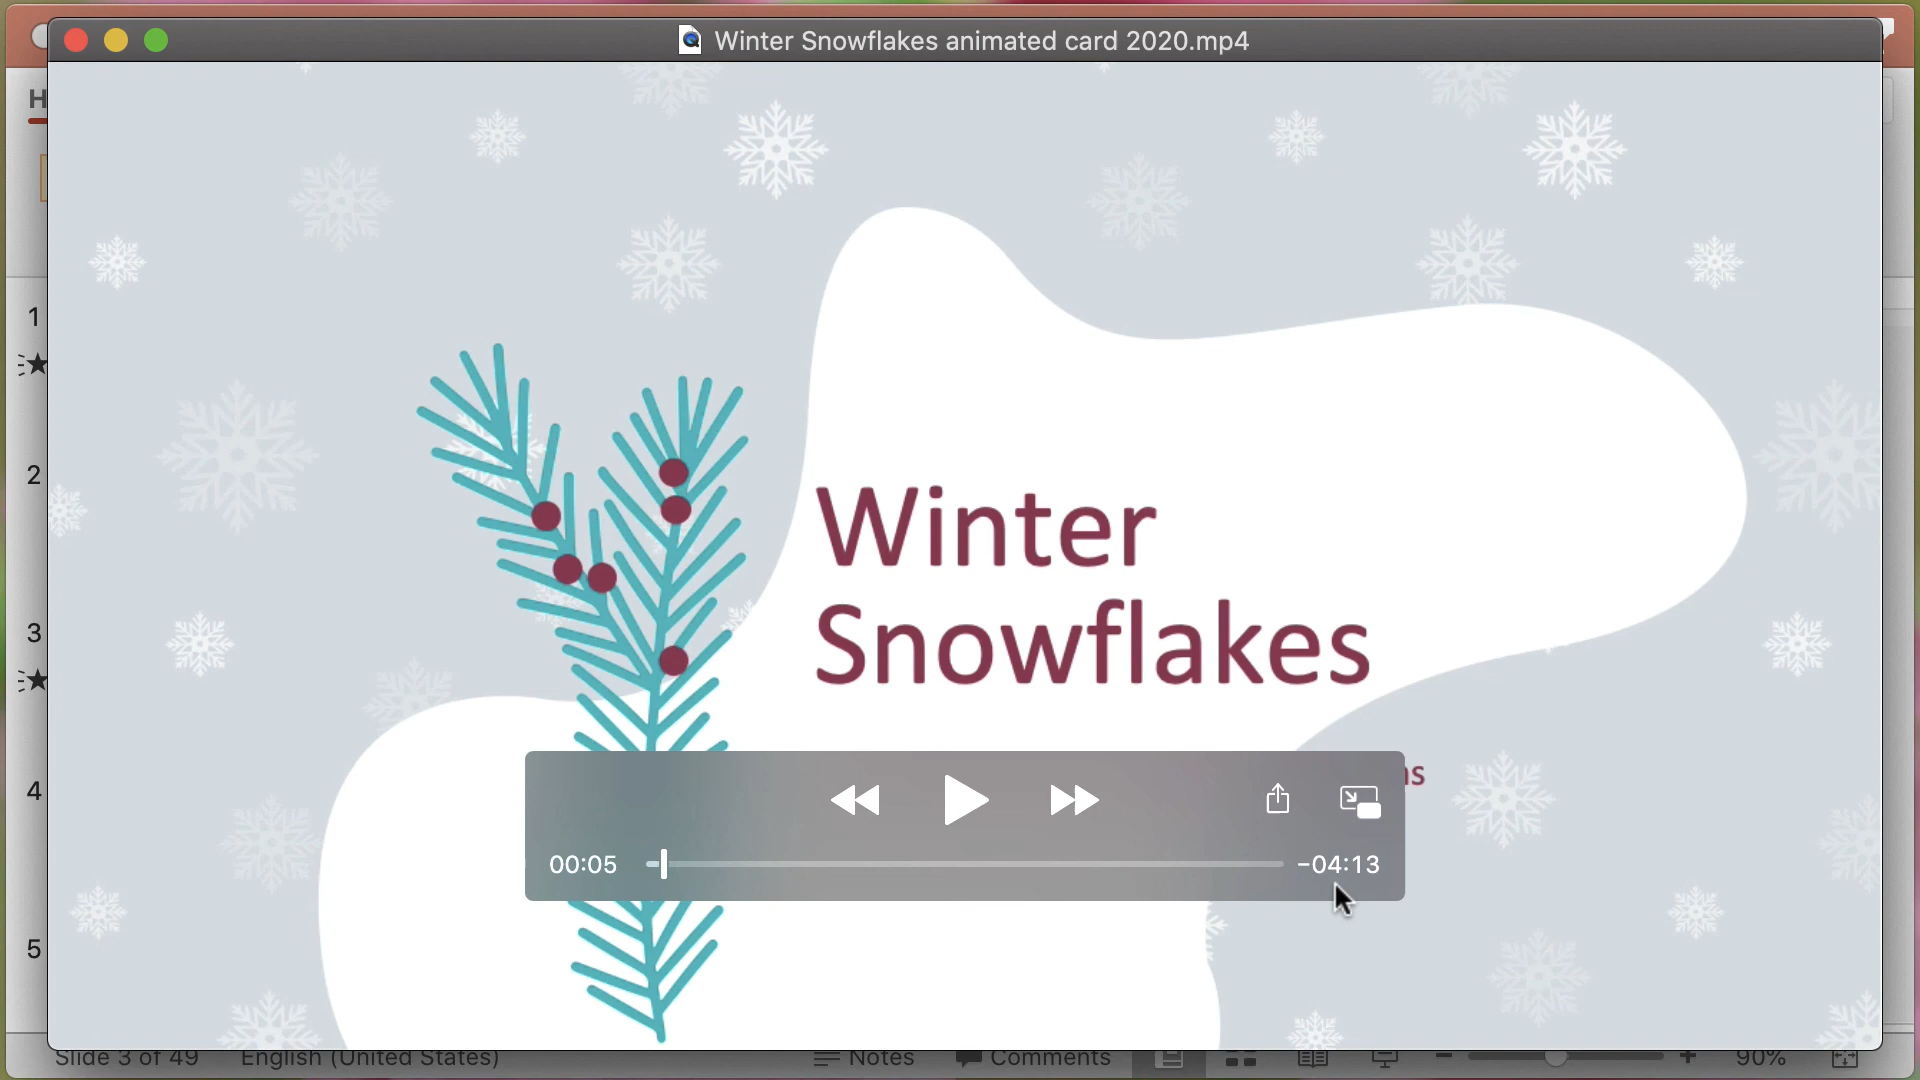 Winter Snowflakes animated card 2020.mp4
H
1
2
3
4
5
Winter
Snowflakes
00:05
-04:13
Slide 3 of 49
English (United States)
Notes
Comments
90%